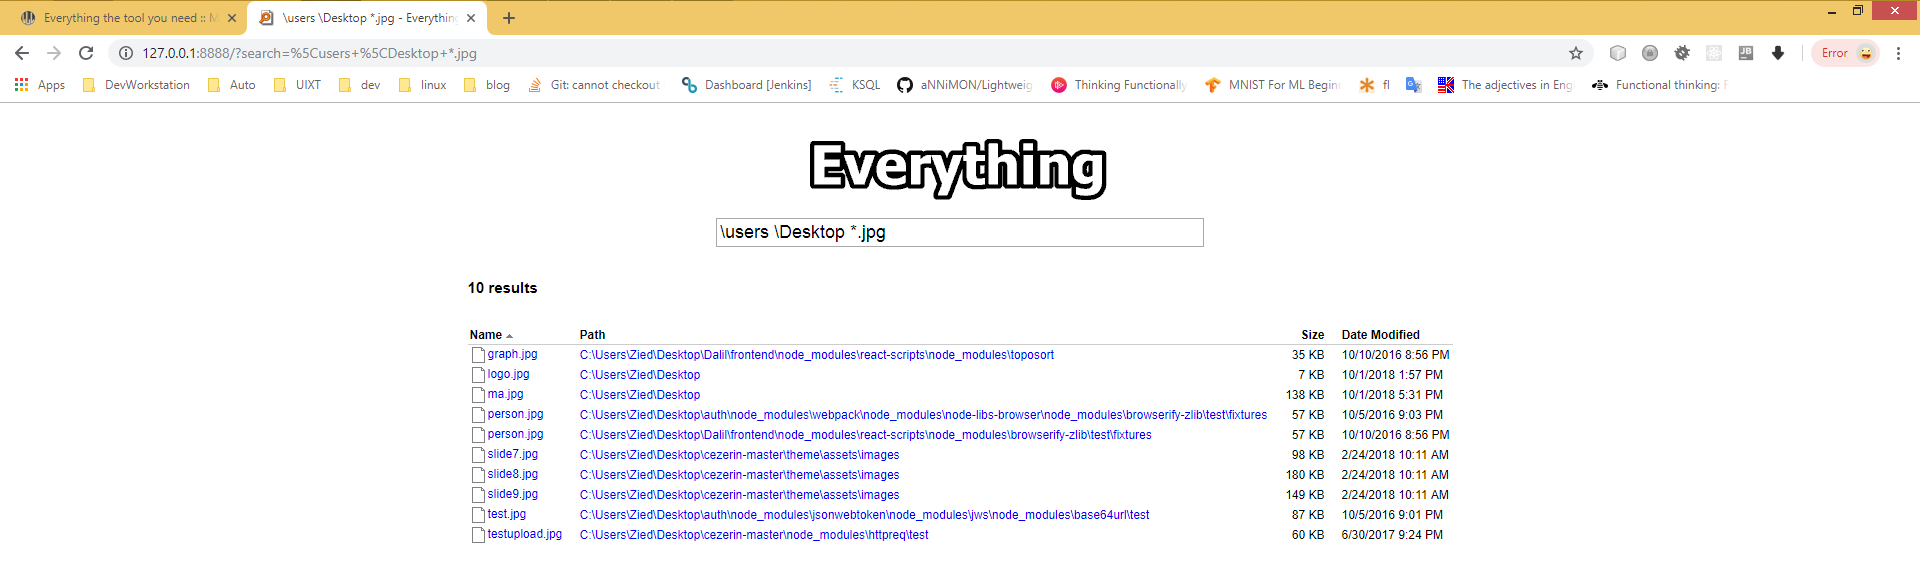 Everything the tool you need :: M
\users \Desktop *.jpg - Everything
127.0.0.1:8888/?search=%5Cusers+%5CDesktop+*.jpg
JB
Error
Apps
DevWorkstation
Auto
UIXT
dev
linux
blog
Git: cannot checkout
Dashboard [Jenkins]
KSQL
aNNiMON/Lightweig
Thinking Functionally
MNIST For ML Beginn
fl
The adjectives in Eng
Functional thinking: F
Everything
\users \Desktop *.jpg
10 results
Name Path Size Date Modified
graph.jpg C:\Users\Zied\Desktop\Dalil\frontend\node_modules\react-scripts\node_modules\toposort 35 KB 10/10/2016 8:56 PM
logo.jpg C:\Users\Zied\Desktop 7 KB 10/1/2018 1:57 PM
ma.jpg C:\Users\Zied\Desktop 138 KB 10/1/2018 5:31 PM
person.jpg C:\Users\Zied\Desktop\auth\node_modules\webpack\node_modules\node-libs-browser\node_modules\browserify-zlib\test\fixtures 57 KB 10/5/2016 9:03 PM
person.jpg C:\Users\Zied\Desktop\Dalil\frontend\node_modules\react-scripts\node_modules\browserify-zlib\test\fixtures 57 KB 10/10/2016 8:56 PM
slide7.jpg C:\Users\Zied\Desktop\cezerin-master\theme\assets\images 98 KB 2/24/2018 10:11 AM
slide8.jpg C:\Users\Zied\Desktop\cezerin-master\theme\assets\images 180 KB 2/24/2018 10:11 AM
slide9.jpg C:\Users\Zied\Desktop\cezerin-master\theme\assets\images 149 KB 2/24/2018 10:11 AM
test.jpg C:\Users\Zied\Desktop\auth\node_modules\jsonwebtoken\node_modules\jws\node_modules\base64url\test 87 KB 10/5/2016 9:01 PM
testupload.jpg C:\Users\Zied\Desktop\cezerin-master\node_modules\httpreq\test 60 KB 6/30/2017 9:24 PM